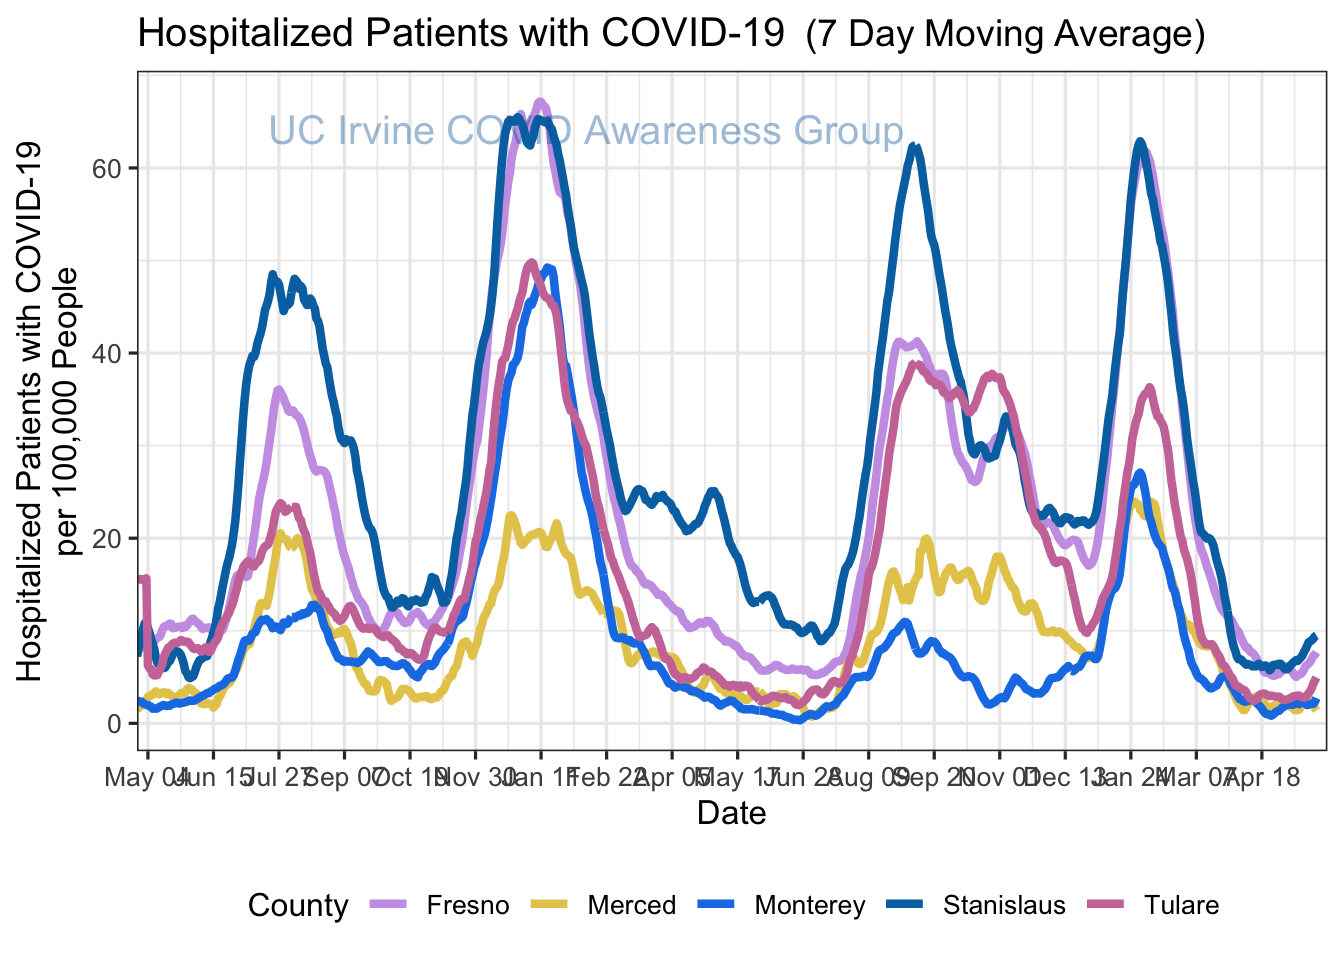 Hospitalized Patients with COVID-19 (7 Day Moving Average)
Hospitalized Patients with COVID-19
per 100,000 People
UC Irvine COVID Awareness Group
60
40
20
0
May 04 Jun 15 Jul 27 Sep 07 Oct 19 Nov 30 Jan 11 Feb 22 Apr 05 May 17 Jun 28 Aug 09 Sep 20 Nov 01 Dec 13 Jan 24 Mar 07 Apr 18
Date
County Fresno Merced Monterey Stanislaus Tulare